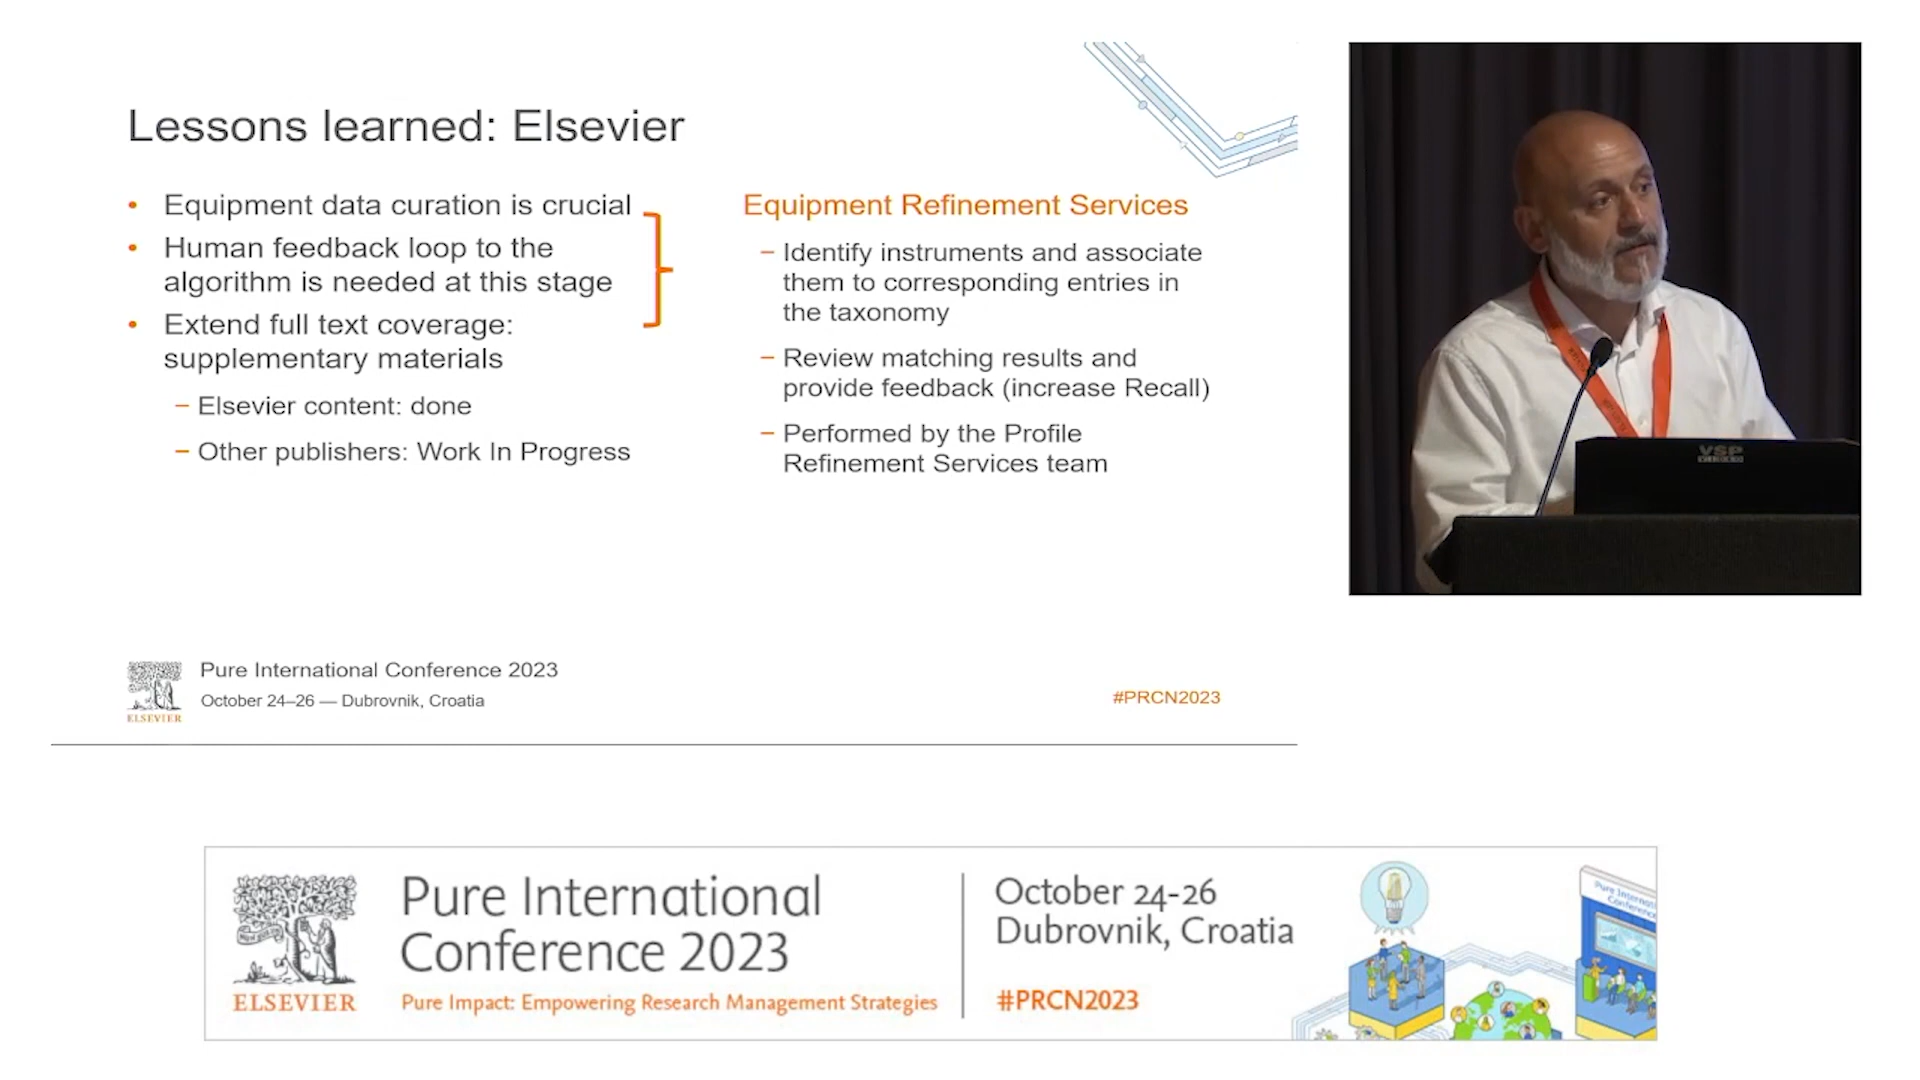 Lessons learned: Elsevier
• Equipment data curation is crucial
• Human feedback loop to the
algorithm is needed at this stage
• Extend full text coverage:
supplementary materials
– Elsevier content: done
– Other publishers: Work In Progress
Equipment Refinement Services
– Identify instruments and associate
them to corresponding entries in
the taxonomy
– Review matching results and
provide feedback (increase Recall)
– Performed by the Profile
Refinement Services team
VSP
VIDEO
ELSEVIER
Pure International Conference 2023
October 24–26 — Dubrovnik, Croatia
#PRCN2023
ELSEVIER
Pure International
Conference 2023
Pure Impact: Empowering Research Management Strategies
October 24-26
Dubrovnik, Croatia
#PRCN2023
Pure
Conference